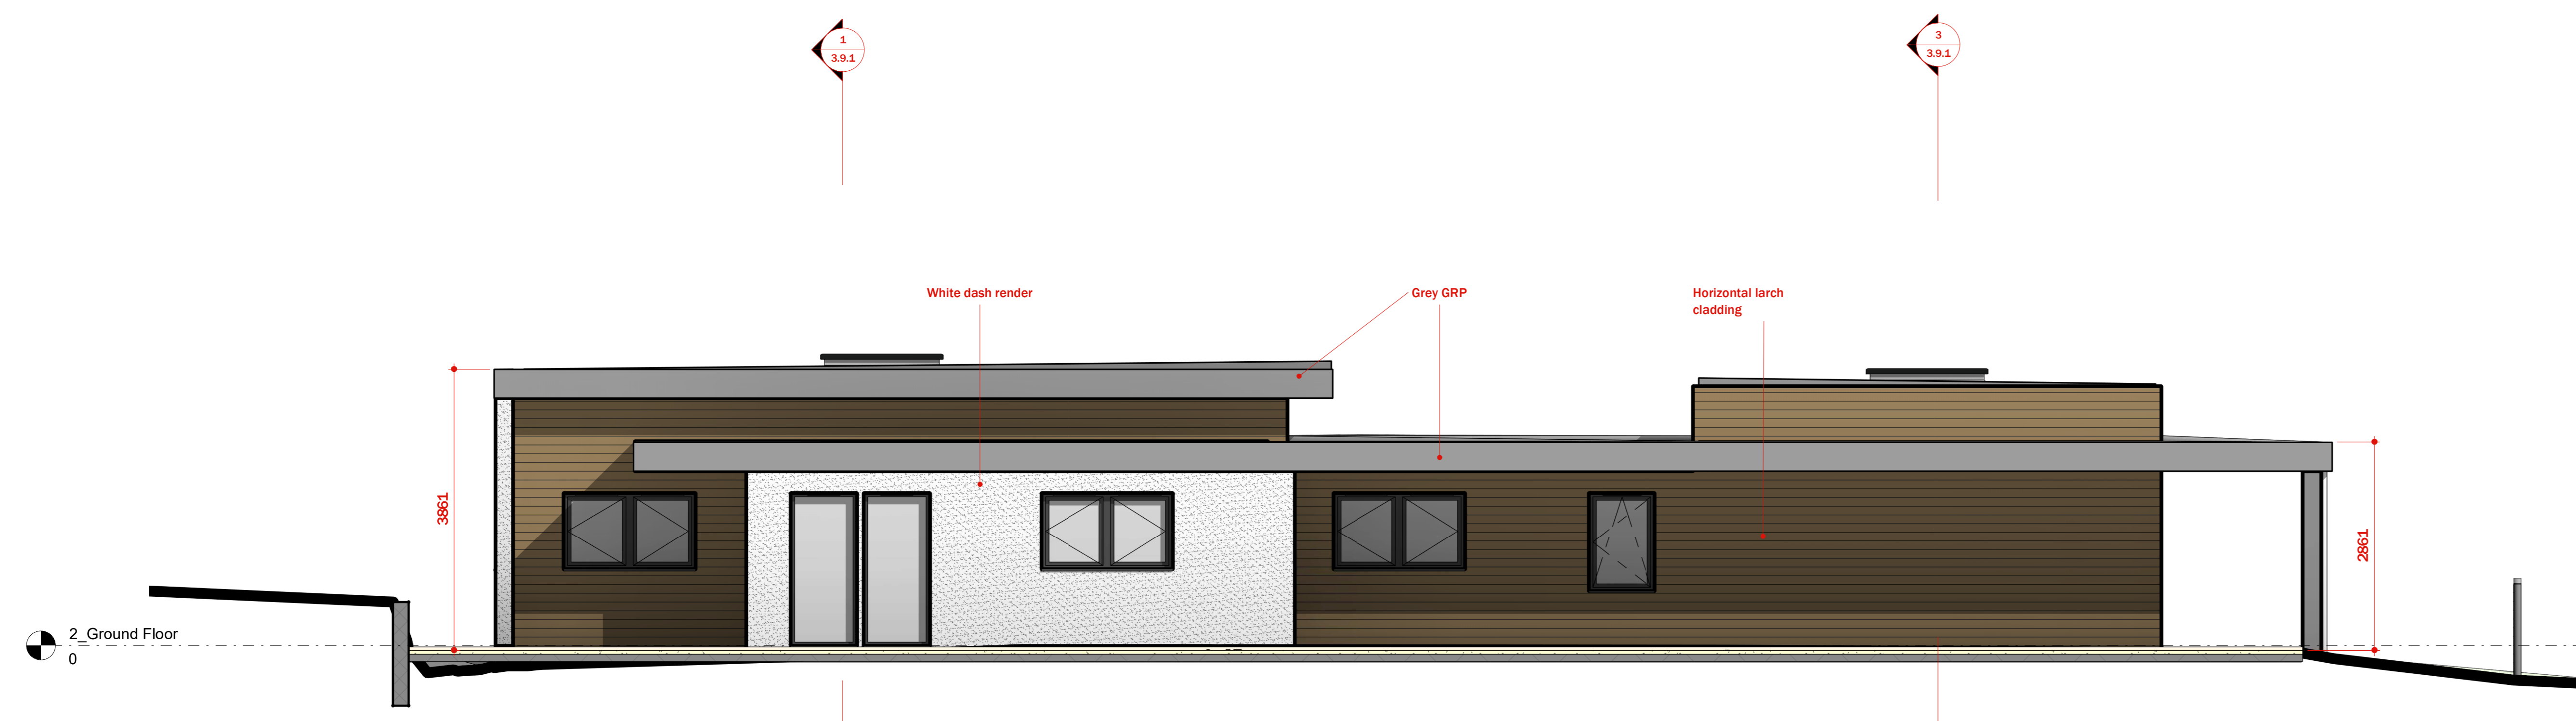 1
3.9.1
3
3.9.1
White dash render
Grey GRP
Horizontal larch
cladding
3861
2861
2_Ground Floor
0